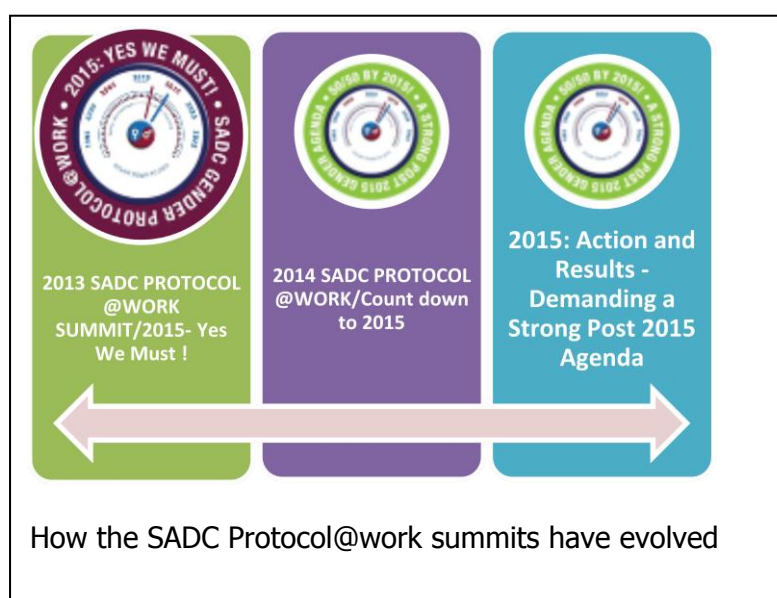 2015: YES WE MUST! • SADC GENDER PROTOCOL@WORK •
50/50 BY 2015! • A STRONG POST 2015 GENDER AGENDA •
50/50 BY 2015! • A STRONG POST 2015 GENDER AGENDA •
2013 SADC PROTOCOL
@WORK
SUMMIT/2015- Yes
We Must !
2014 SADC PROTOCOL
@WORK/Count down
to 2015
2015: Action and
Results -
Demanding a
Strong Post 2015
Agenda
How the SADC Protocol@work summits have evolved